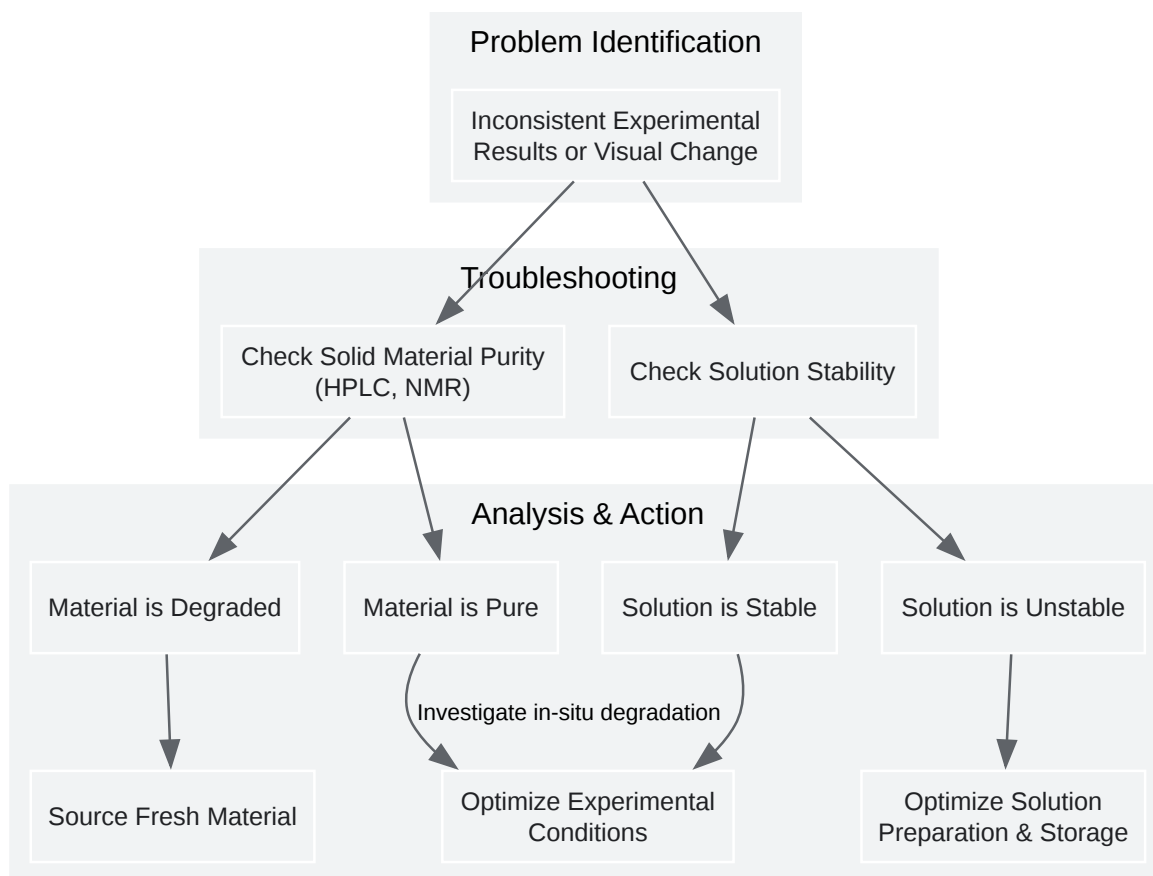 Problem Identification
Inconsistent Experimental
Results or Visual Change
Troubleshooting
Check Solid Material Purity
(HPLC, NMR)
Check Solution Stability
Analysis & Action
Material is Degraded
Material is Pure
Solution is Stable
Solution is Unstable
Investigate in-situ degradation
Source Fresh Material
Optimize Experimental
Conditions
Optimize Solution
Preparation & Storage